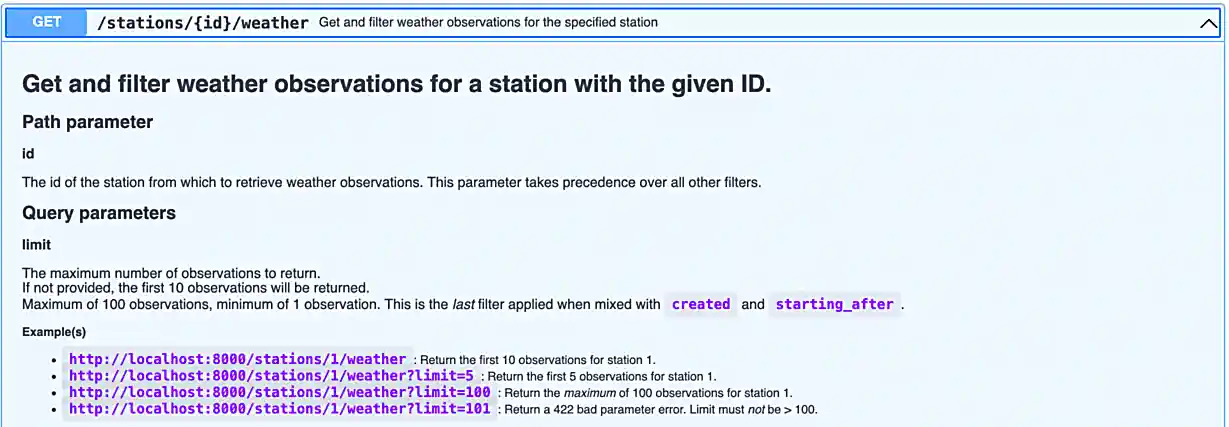 GET /stations/{id}/weather Get and filter weather observations for the specified station
Get and filter weather observations for a station with the given ID.
Path parameter
id
The id of the station from which to retrieve weather observations. This parameter takes precedence over all other filters.
Query parameters
limit
The maximum number of observations to return.
If not provided, the first 10 observations will be returned.
Maximum of 100 observations, minimum of 1 observation. This is the last filter applied when mixed with created and starting_after .
Example(s)
• http://localhost:8000/stations/1/weather : Return the first 10 observations for station 1.
• http://localhost:8000/stations/1/weather?limit=5 : Return the first 5 observations for station 1.
• http://localhost:8000/stations/1/weather?limit=100 : Return the maximum of 100 observations for station 1.
• http://localhost:8000/stations/1/weather?limit=101 : Return a 422 bad parameter error. Limit must not be > 100.